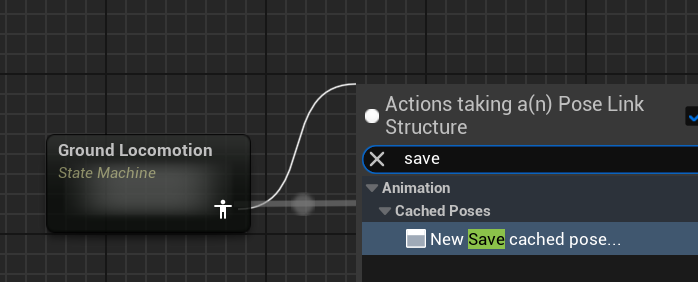 Ground Locomotion
State Machine
Actions taking a(n) Pose Link
Structure
save
Animation
Cached Poses
New Save cached pose...